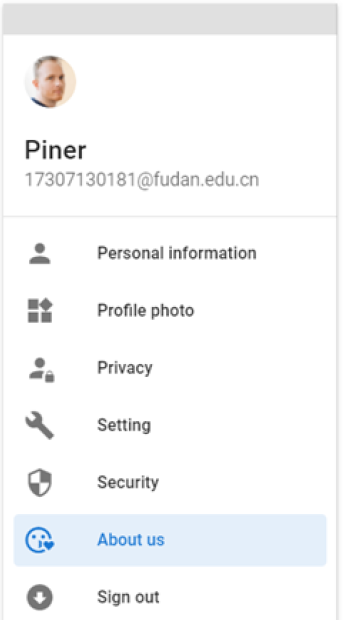 Piner
17307130181@fudan.edu.cn
Personal information
Profile photo
Privacy
Setting
Security
About us
Sign out